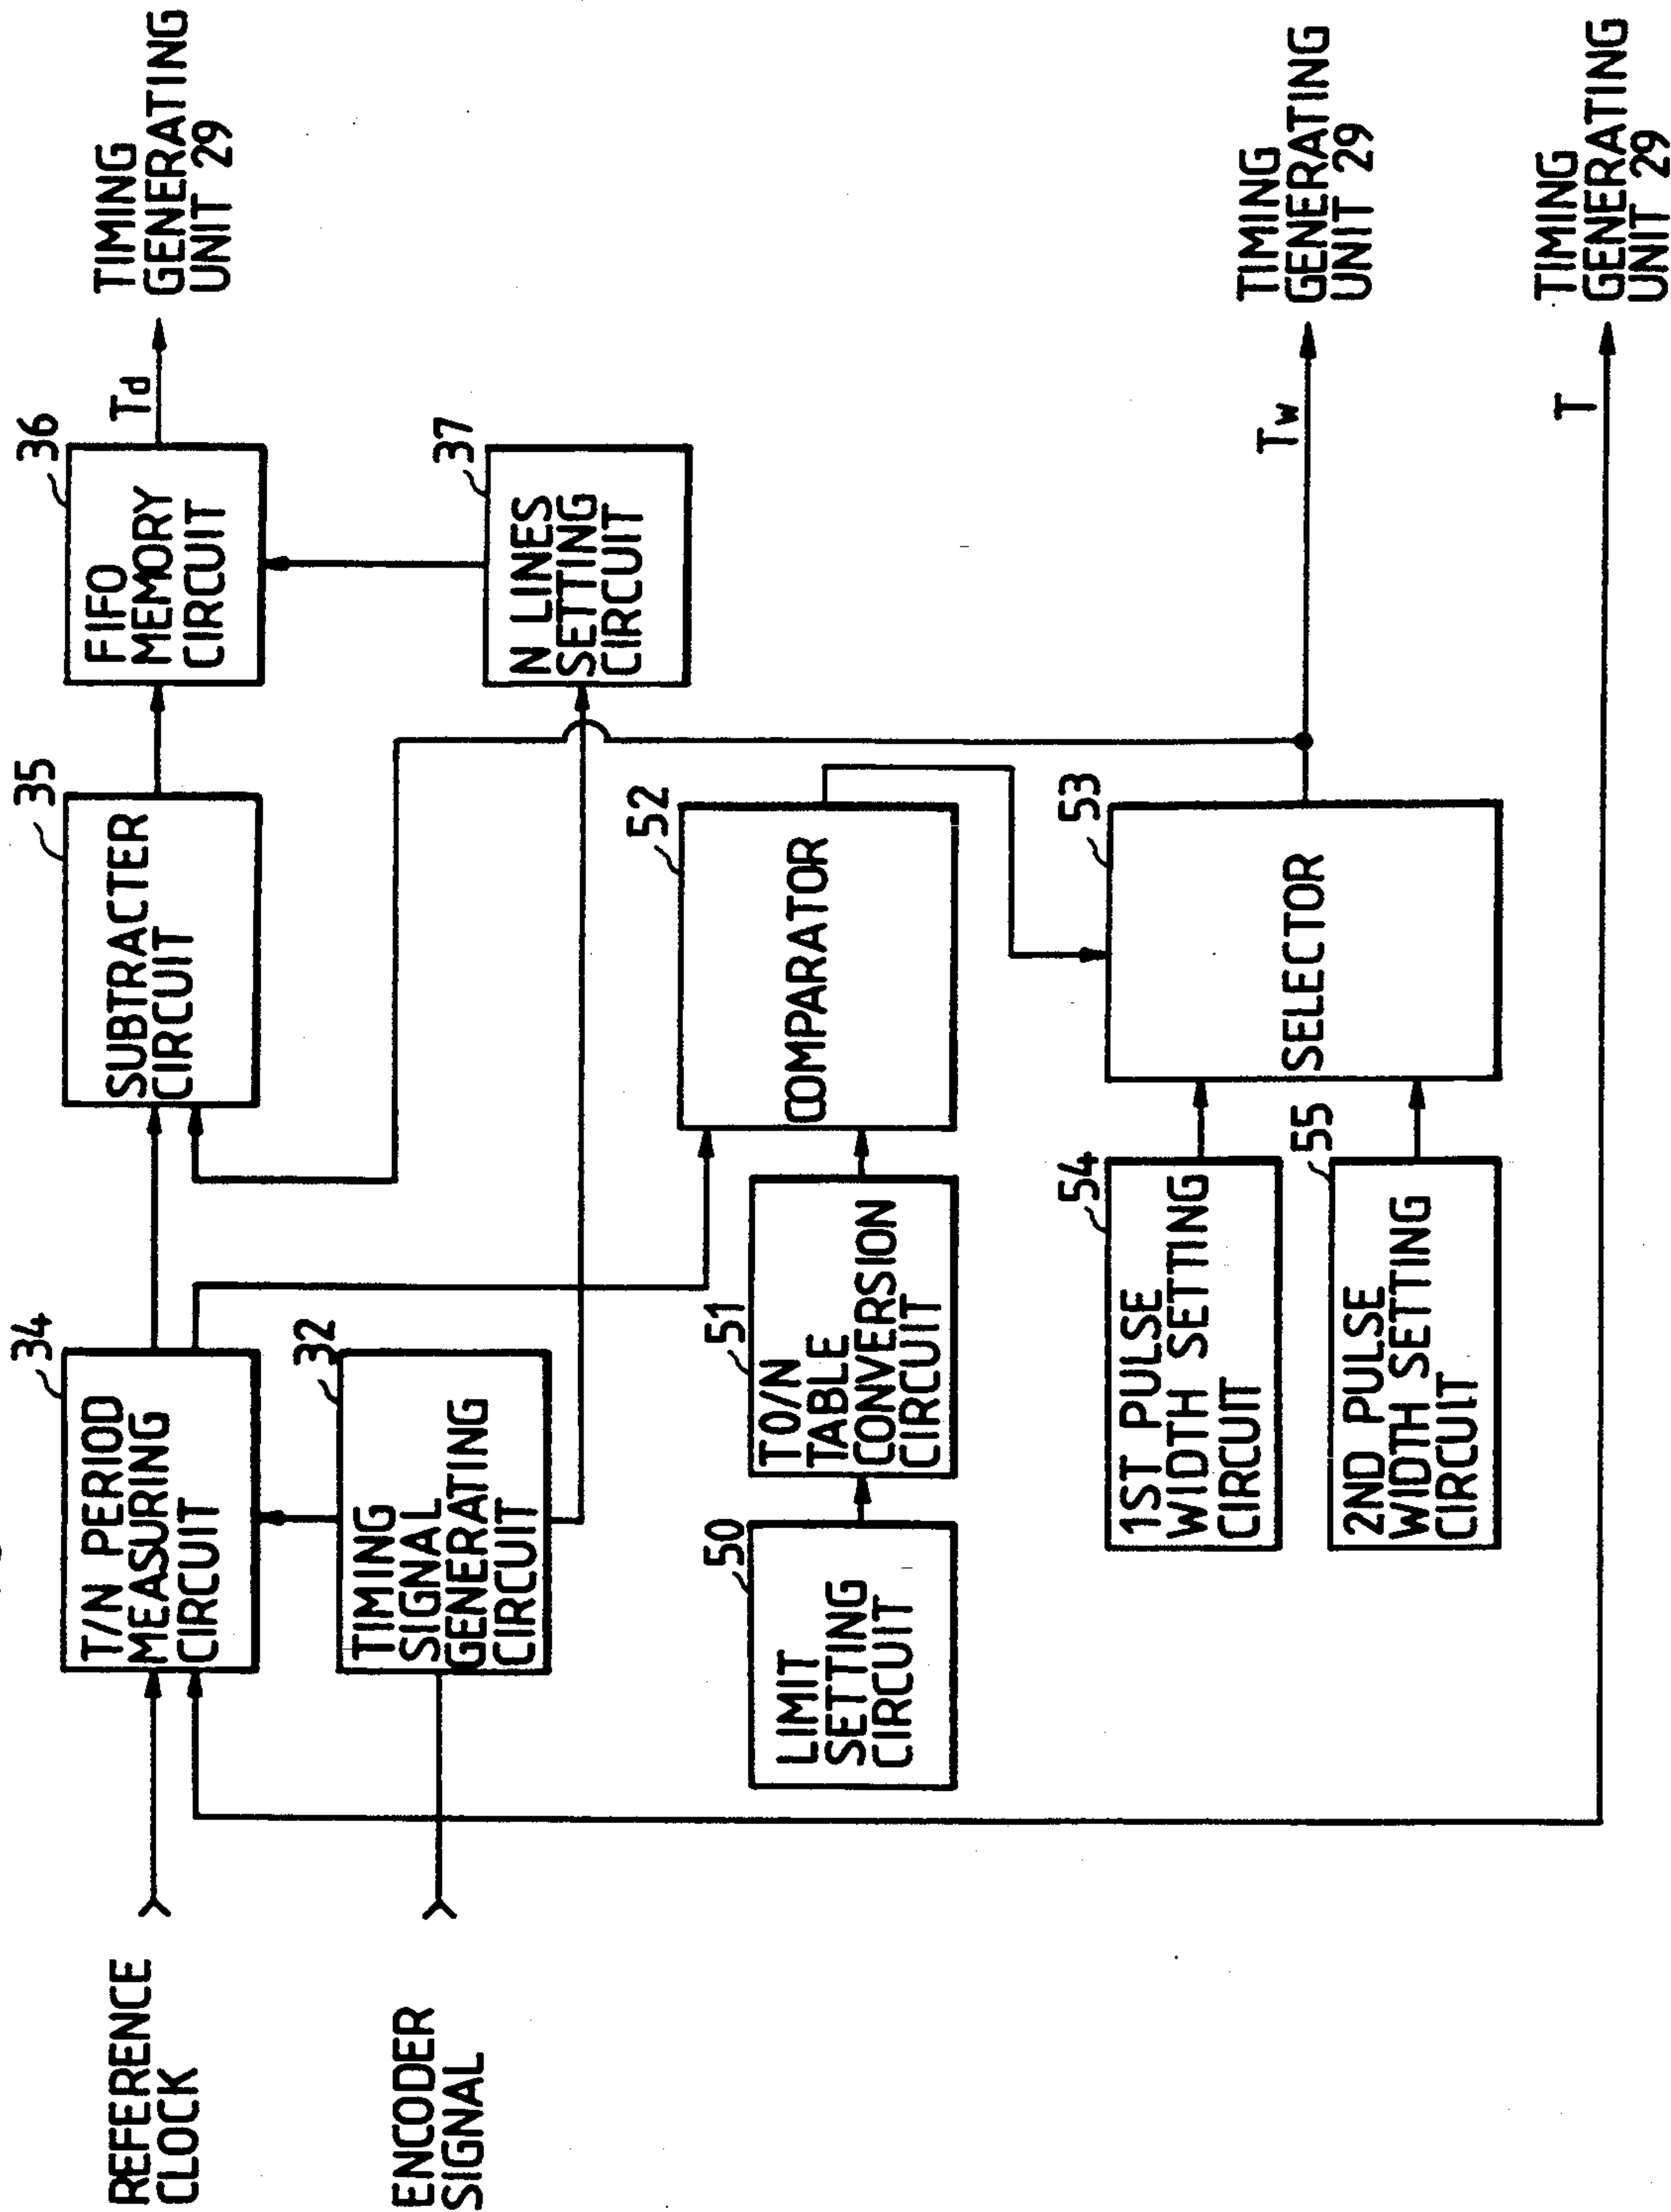 REFERENCE
CLOCK
ENCODER
SIGNAL
34
T/N PERIOD
MEASURING
CIRCUIT
35
SUBTRACTER
CIRCUIT
36
FIFO
MEMORY
CIRCUIT
Td
TIMING
GENERATING
UNIT 29
32
TIMING
SIGNAL
GENERATING
CIRCUIT
37
N LINES
SETTING
CIRCUIT
50
LIMIT
SETTING
CIRCUIT
51
TO/N
TABLE
CONVERSION
CIRCUIT
52
COMPARATOR
54
1ST PULSE
WIDTH SETTING
CIRCUIT
55
2ND PULSE
WIDTH SETTING
CIRCUIT
53
SELECTOR
Tw
TIMING
GENERATING
UNIT 29
T
TIMING
GENERATING
UNIT 29